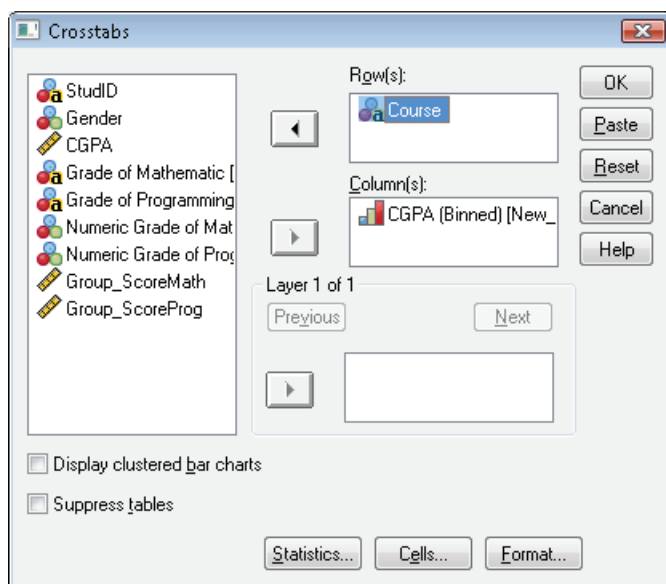 Crosstabs
StudID
Gender
CGPA
Grade of Mathematic [
Grade of Programming
Numeric Grade of Mat
Numeric Grade of Prog
Group_ScoreMath
Group_ScoreProg
Row(s):
Course
Column(s):
CGPA (Binned) [New_
Layer 1 of 1
Previous
Next
OK
Paste
Reset
Cancel
Help
Display clustered bar charts
Suppress tables
Statistics...
Cells...
Format...